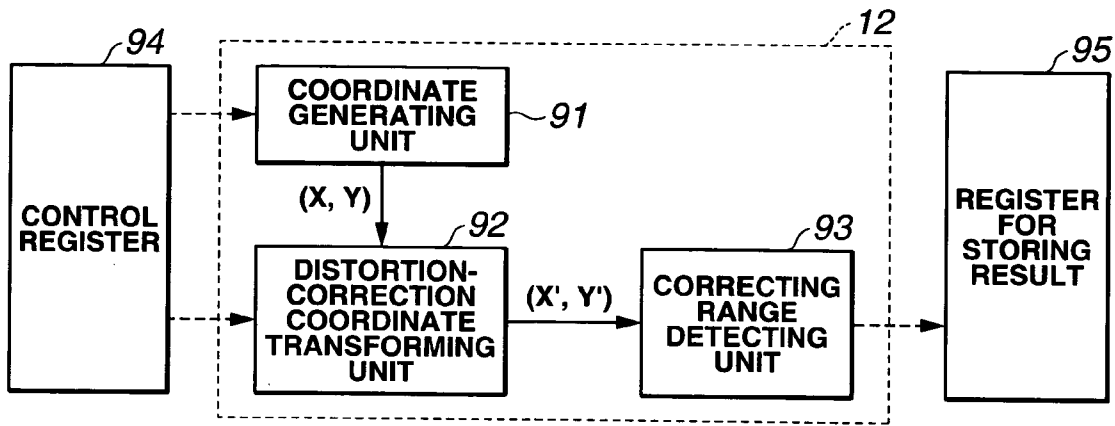 94
12
95
CONTROL
REGISTER
COORDINATE
GENERATING
UNIT
91
(X, Y)
92
DISTORTION-
CORRECTION
COORDINATE
TRANSFORMING
UNIT
(X', Y')
93
CORRECTING
RANGE
DETECTING
UNIT
REGISTER
FOR
STORING
RESULT